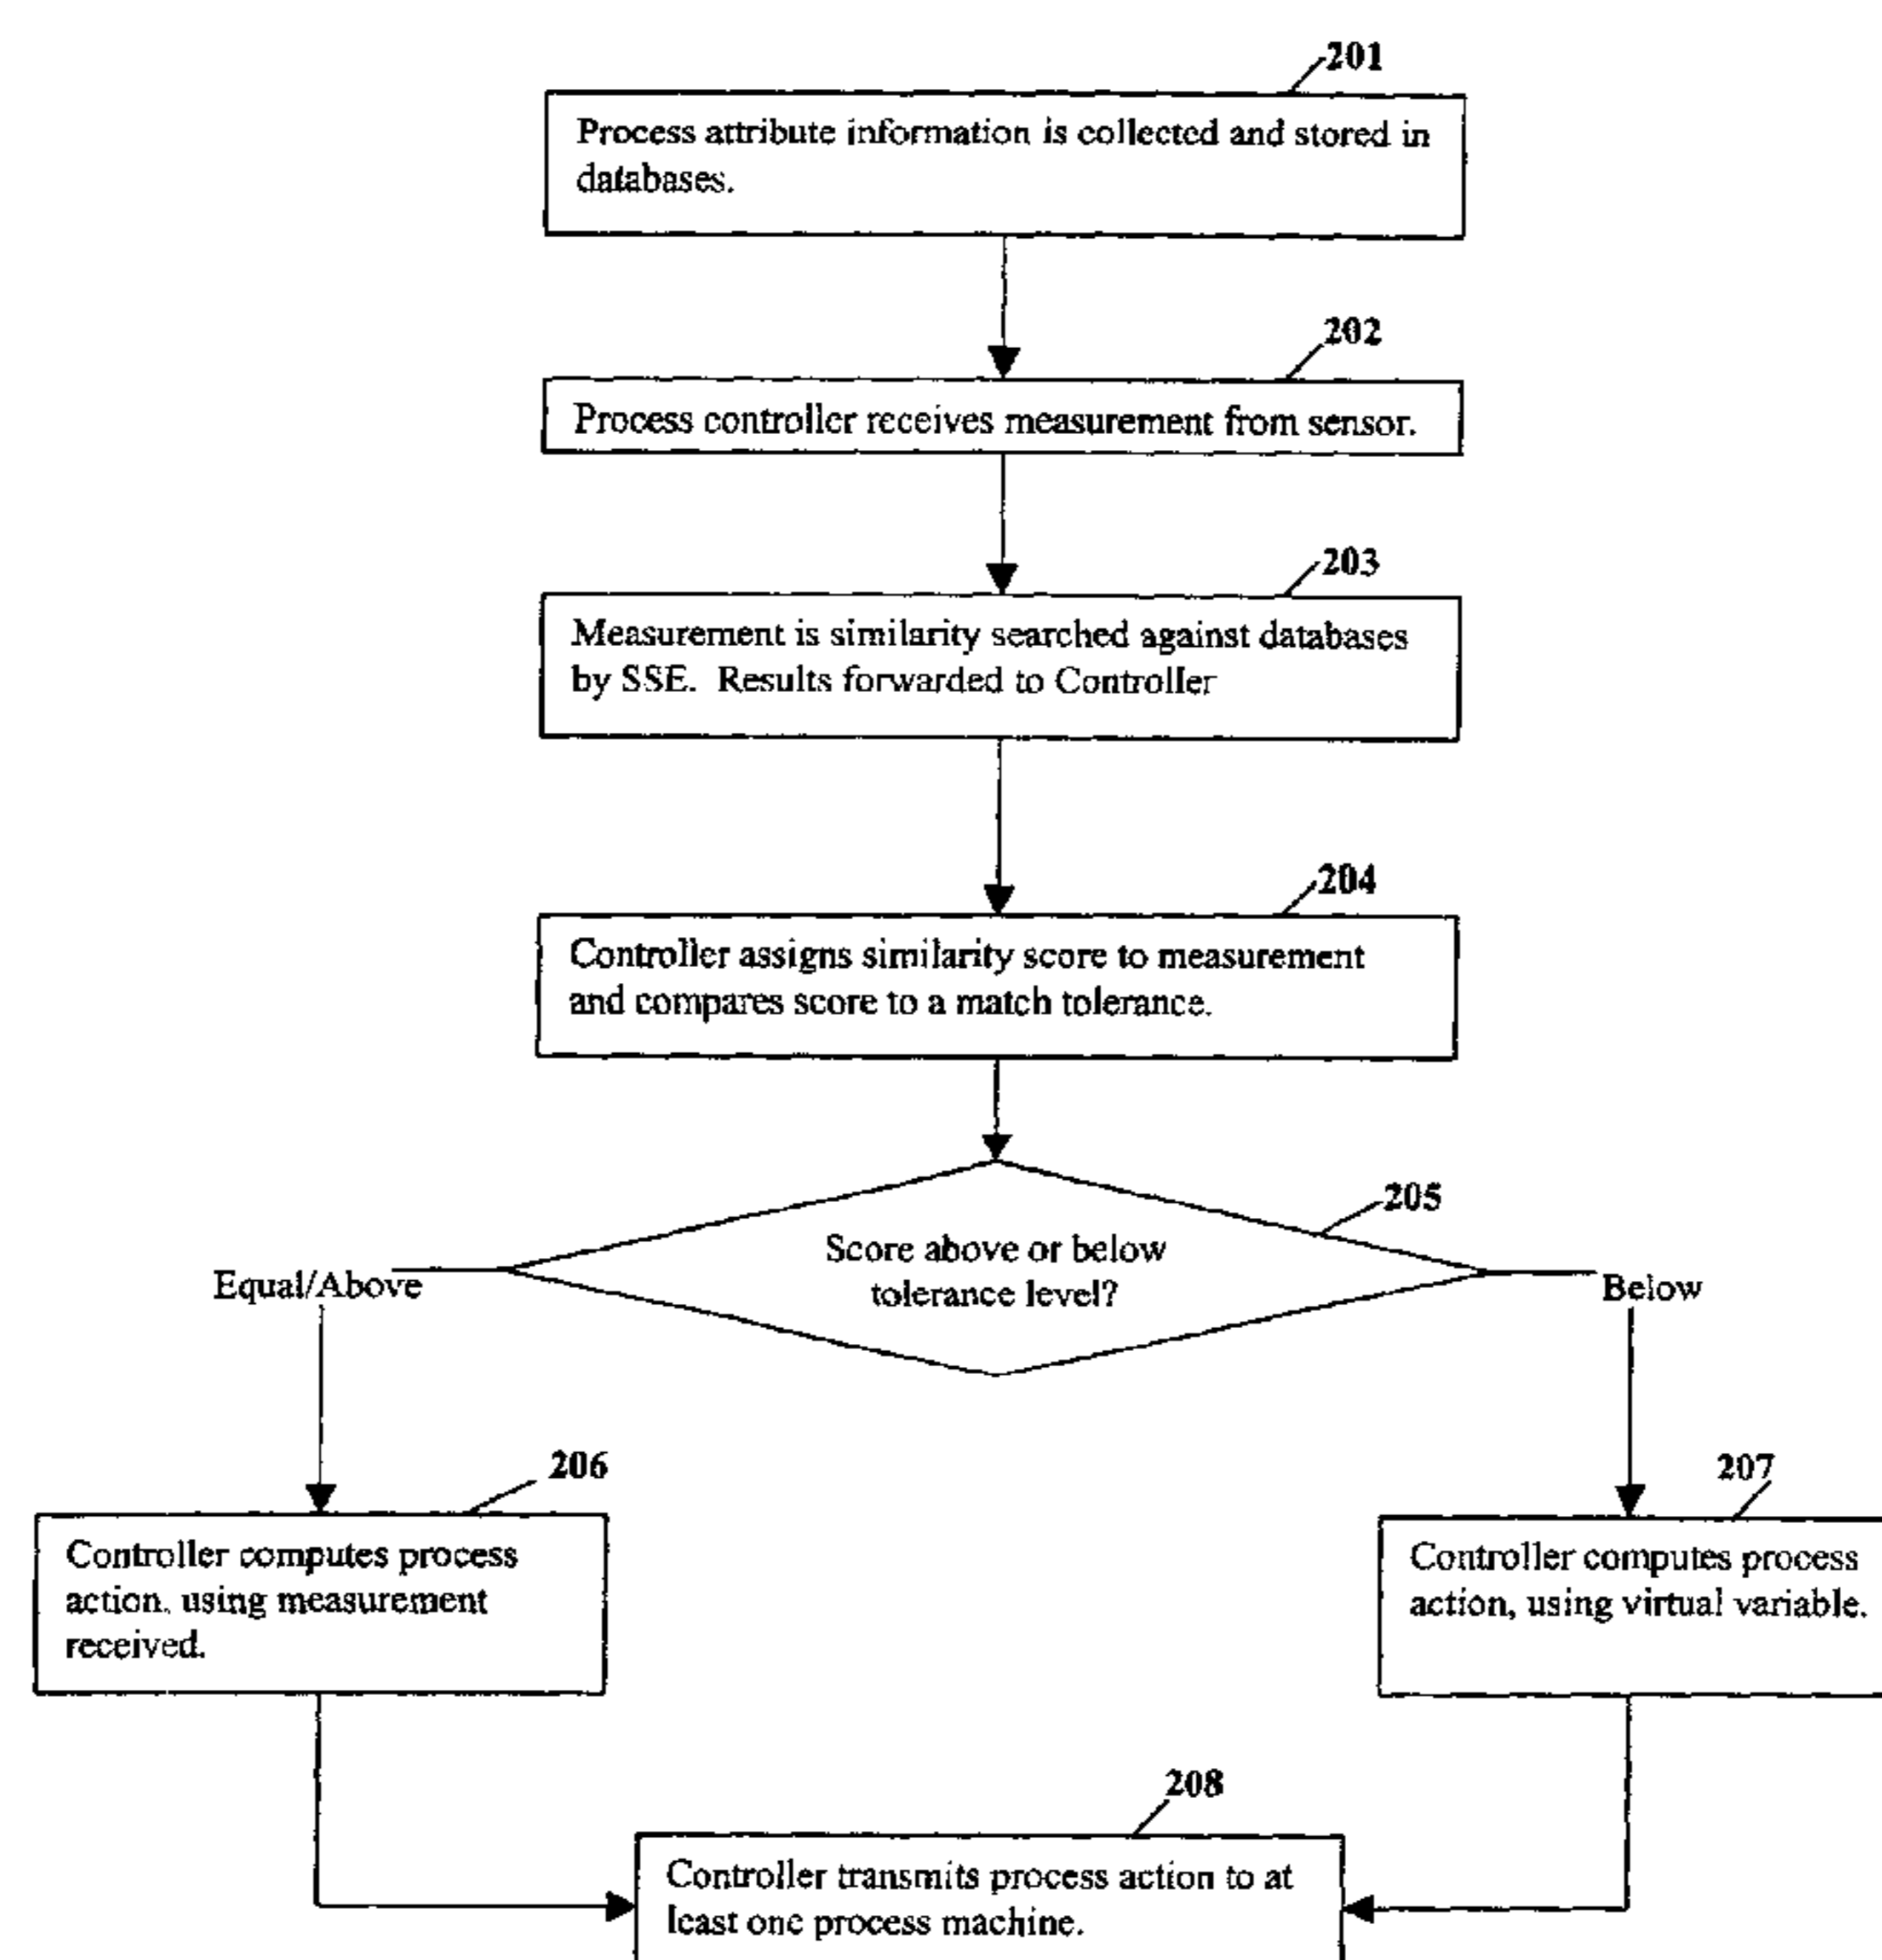 201
Process attribute information is collected and stored in
databases.
202
Process controller receives measurement from sensor.
203
Measurement is similarity searched against databases
by SSE. Results forwarded to Controller
204
Controller assigns similarity score to measurement
and compares score to a match tolerance.
205
Score above or below
tolerance level?
Equal/Above
Below
206
Controller computes process
action, using measurement
received.
207
Controller computes process
action, using virtual variable.
208
Controller transmits process action to at
least one process machine.